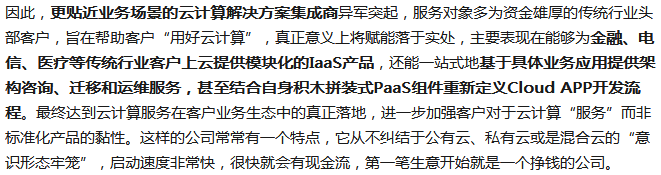 因此，更贴近业务场景的云计算解决方案集成商异军突起，服务对象多为资金雄厚的传统行业头
部客户，旨在帮助客户“用好云计算”，真正意义上将赋能落于实处，主要表现在能够为金融、电
信、医疗等传统行业客户上云提供模块化的IaaS产品，还能一站式地基于具体业务应用提供架
构咨询、迁移和运维服务，甚至结合自身积木拼装式PaaS组件重新定义Cloud APP开发流
程。最终达到云计算服务在客户业务生态中的真正落地，进一步加强客户对于云计算“服务”而非
标准化产品的黏性。这样的公司常常有一个特点，它从不纠结于公有云、私有云或是混合云的“意
识形态牢笼”，启动速度非常快，很快就会有现金流，第一笔生意开始就是一个挣钱的公司。